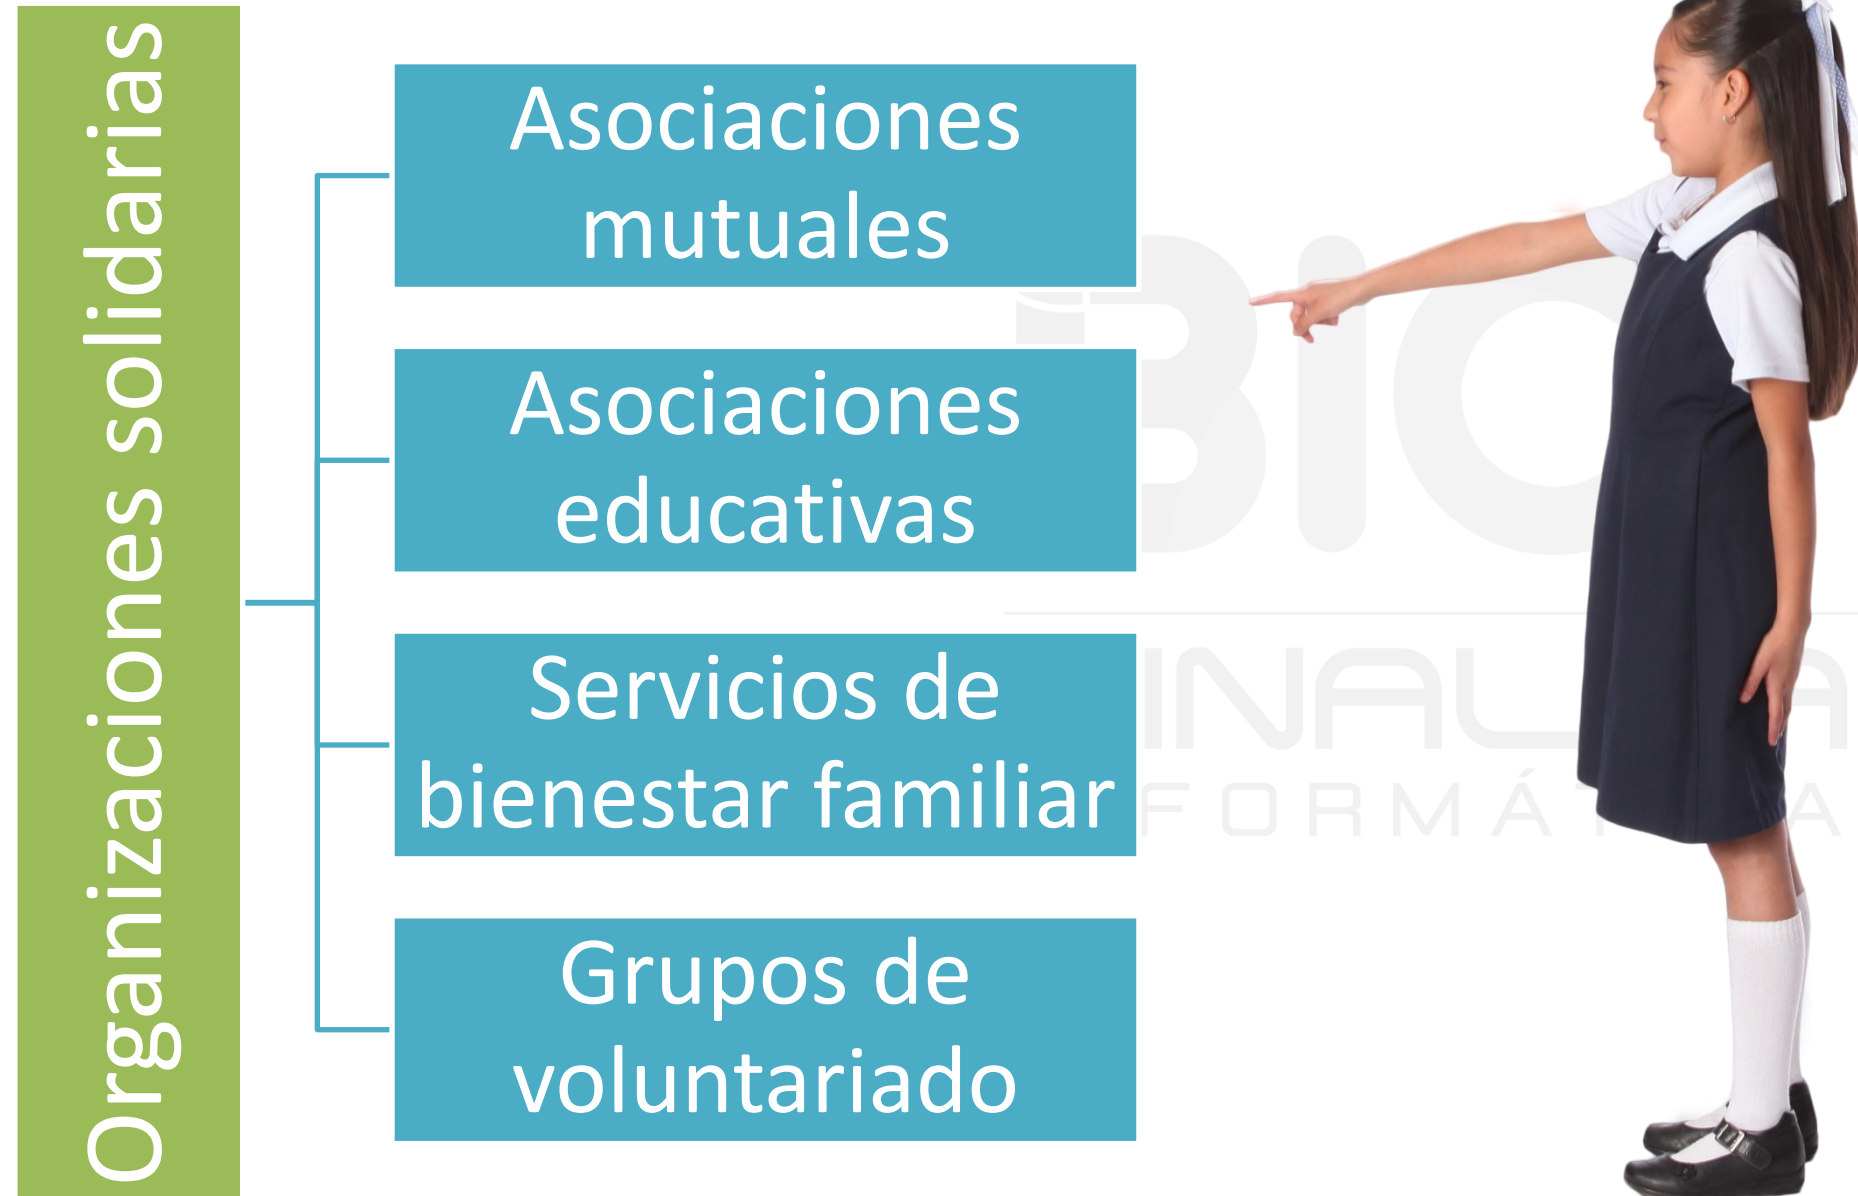 Organizaciones solidarias
Asociaciones
mutuales
Asociaciones
educativas
Servicios de
bienestar familiar
Grupos de
voluntariado